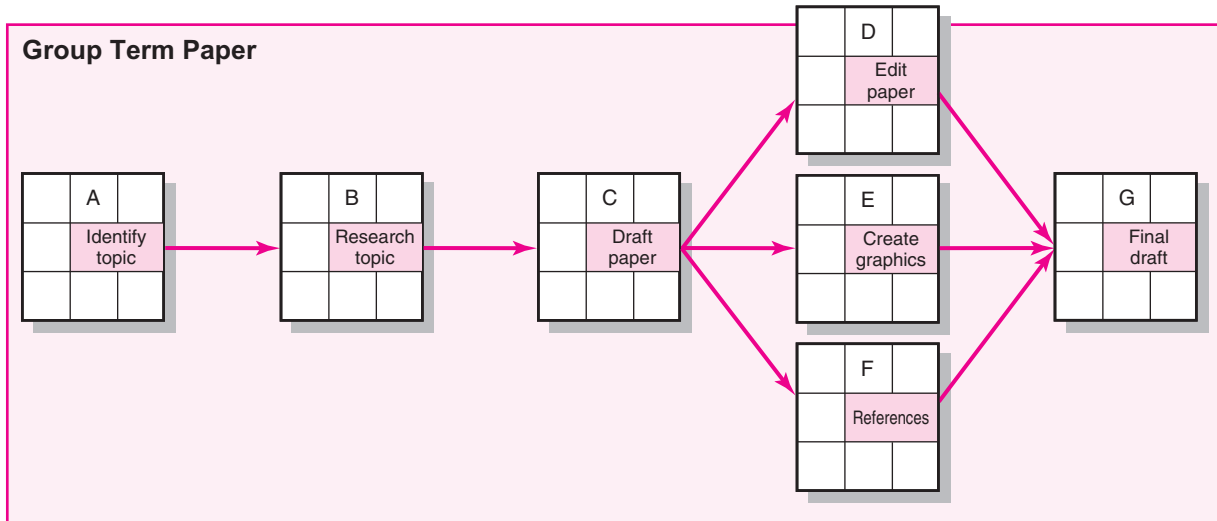 Group Term Paper
A
Identify
topic
B
Research
topic
C
Draft
paper
D
Edit
paper
E
Create
graphics
F
References
G
Final
draft